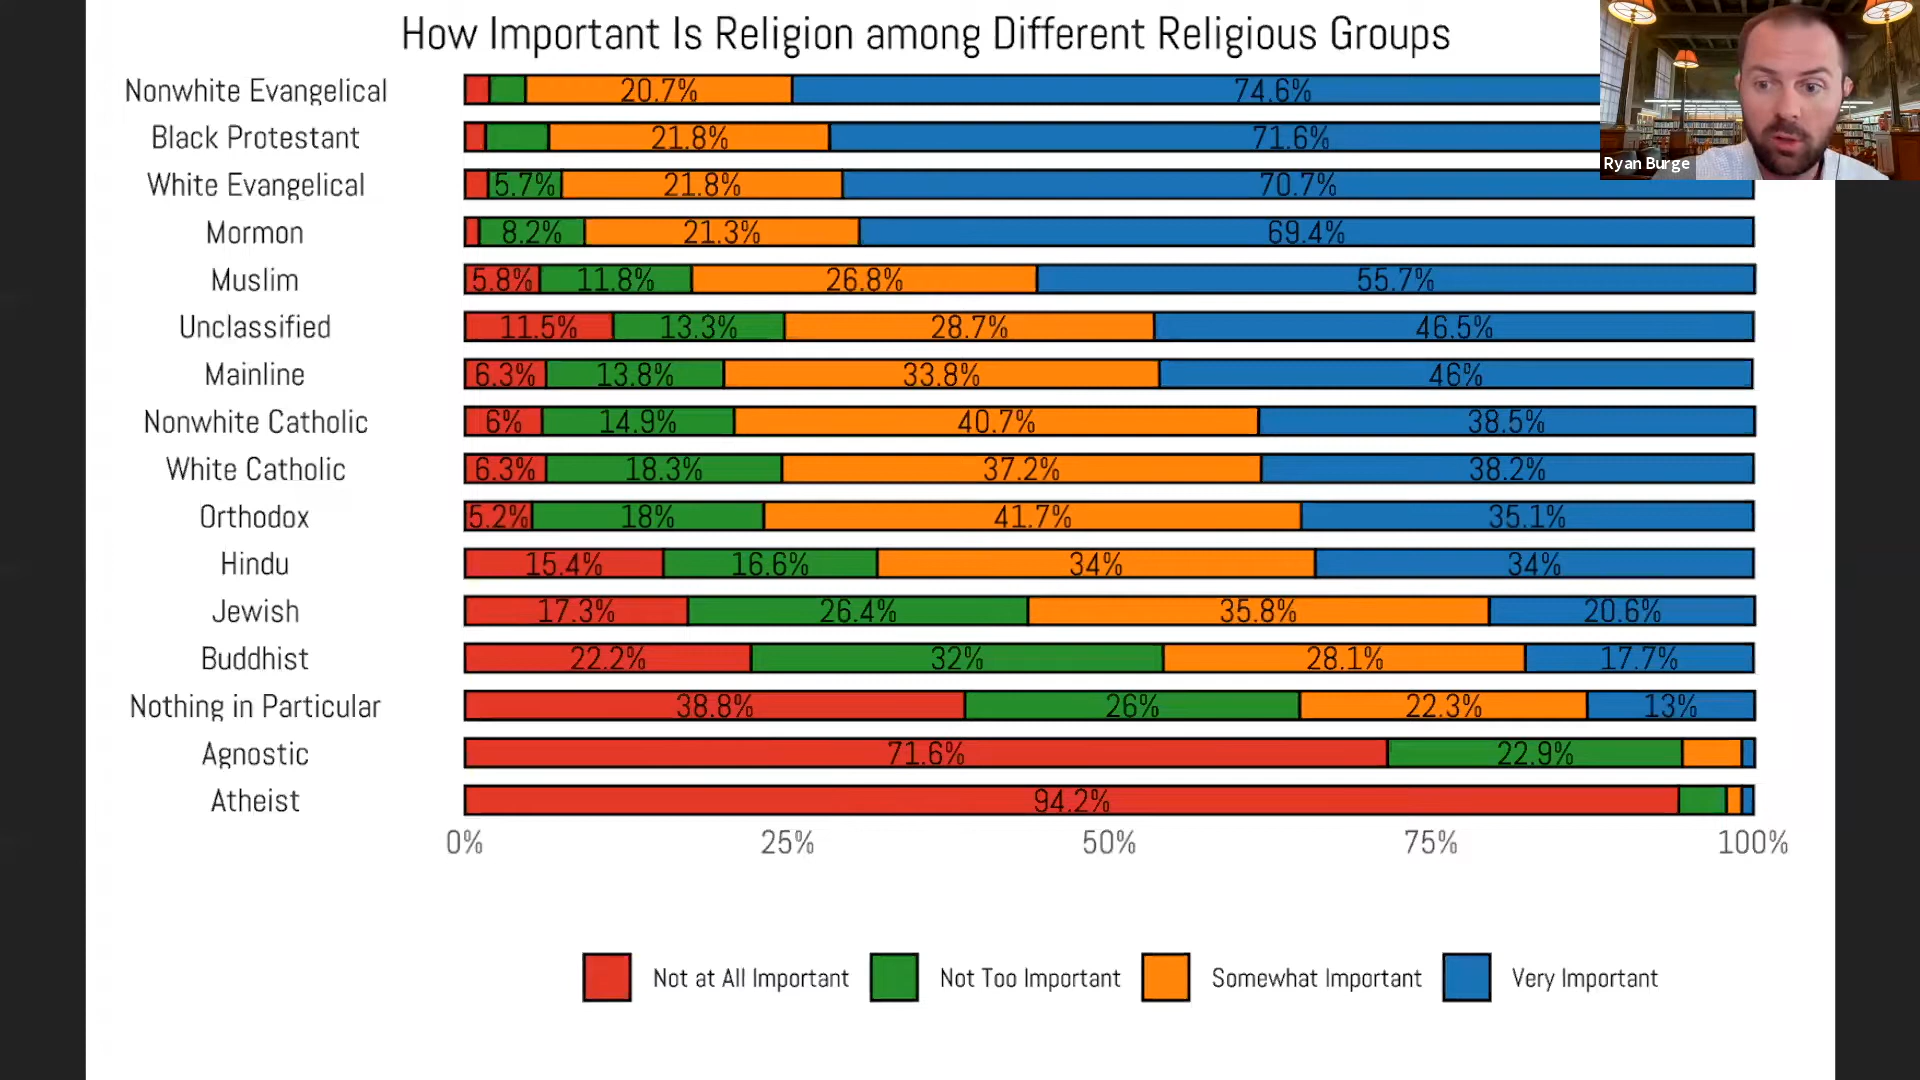 How Important Is Religion among Different Religious Groups
Ryan Burge
Nonwhite Evangelical 20.7% 74.6%
Black Protestant 21.8% 71.6%
White Evangelical 5.7% 21.8% 70.7%
Mormon 8.2% 21.3% 69.4%
Muslim 5.8% 11.8% 26.8% 55.7%
Unclassified 11.5% 13.3% 28.7% 46.5%
Mainline 6.3% 13.8% 33.8% 46%
Nonwhite Catholic 6% 14.9% 40.7% 38.5%
White Catholic 6.3% 18.3% 37.2% 38.2%
Orthodox 5.2% 18% 41.7% 35.1%
Hindu 15.4% 16.6% 34% 34%
Jewish 17.3% 26.4% 35.8% 20.6%
Buddhist 22.2% 32% 28.1% 17.7%
Nothing in Particular 38.8% 26% 22.3% 13%
Agnostic 71.6% 22.9%
Atheist 94.2%
0% 25% 50% 75% 100%
Not at All Important Not Too Important Somewhat Important Very Important